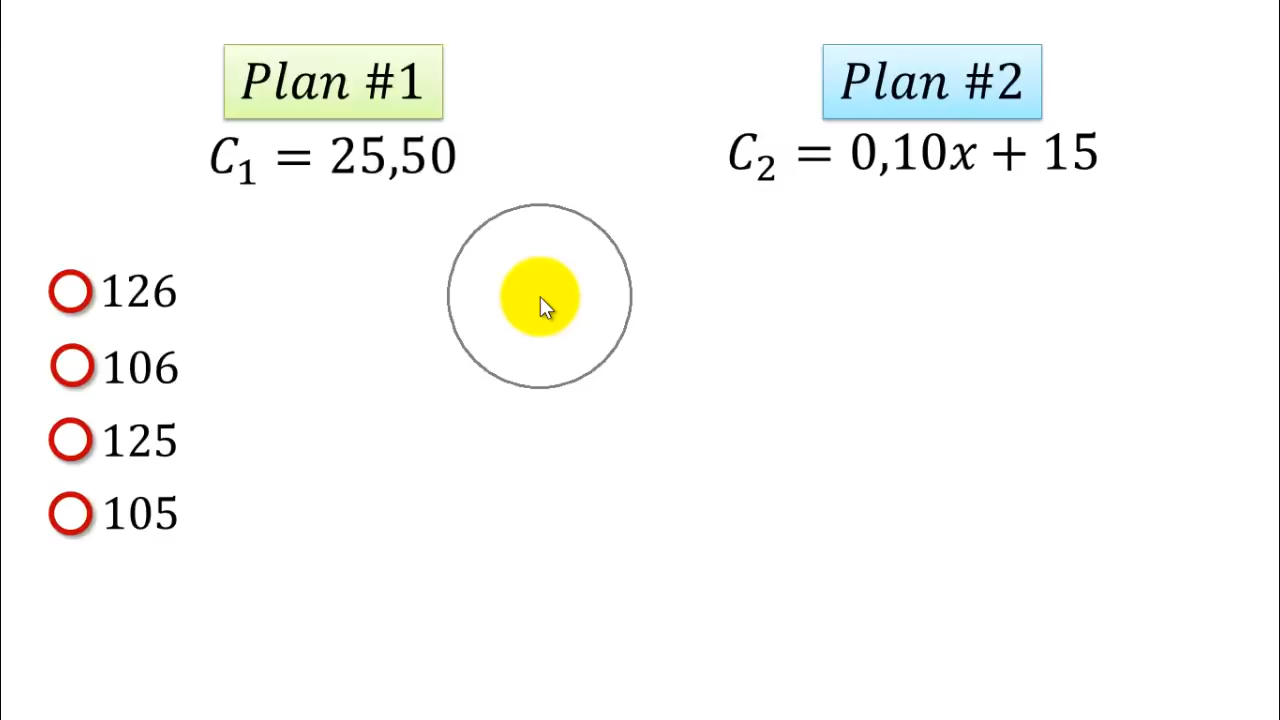 Plan #1
Plan #2
C₁ = 25,50
C₂ = 0,10x + 15
126
106
125
105